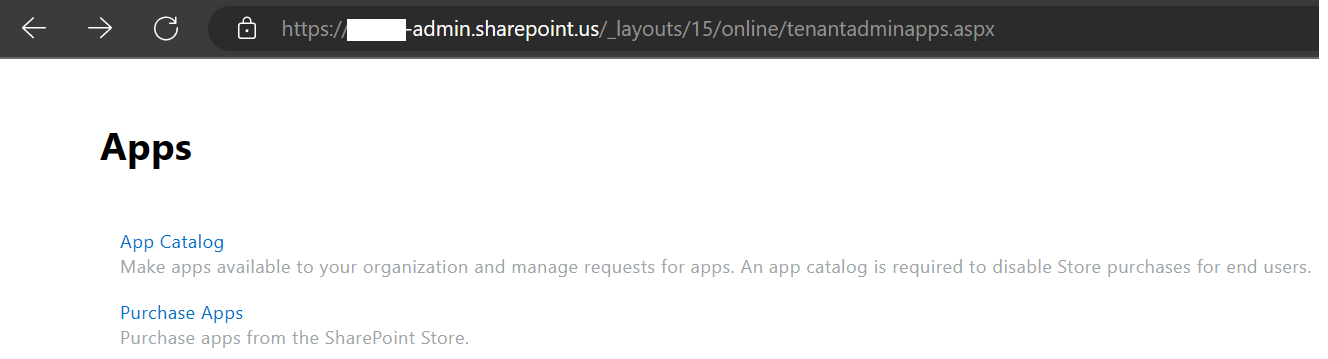 https://-admin.sharepoint.us/_layouts/15/online/tenantadminapps.aspx
Apps
App Catalog
Make apps available to your organization and manage requests for apps. An app catalog is required to disable Store purchases for end users.
Purchase Apps
Purchase apps from the SharePoint Store.